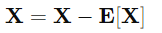 X = X − E[X]